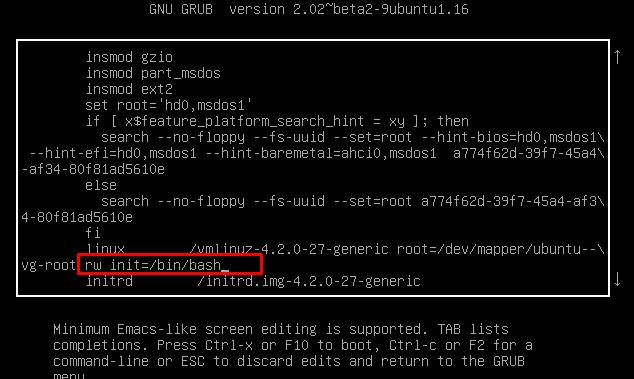 GNU GRUB  version 2.02~beta2-9ubuntu1.16
insmod gzio
insmod part_msdos
insmod ext2
set root='hd0,msdos1'
if [ x$feature_platform_search_hint = xy ]; then
search --no-floppy --fs-uuid --set=root --hint-bios=hd0,msdos1\
--hint-efi=hd0,msdos1 --hint-baremetal=ahci0,msdos1  a774f62d-39f7-45a4\
-af34-80f81ad5610e
else
search --no-floppy --fs-uuid --set=root a774f62d-39f7-45a4-af3\
4-80f81ad5610e
fi
linux        /vmlinuz-4.2.0-27-generic root=/dev/mapper/ubuntu--\
vg-root rw init=/bin/bash_
initrd        /initrd.img-4.2.0-27-generic
Minimum Emacs-like screen editing is supported. TAB lists
completions. Press Ctrl-x or F10 to boot, Ctrl-c or F2 for a
command-line or ESC to discard edits and return to the GRUB
menu